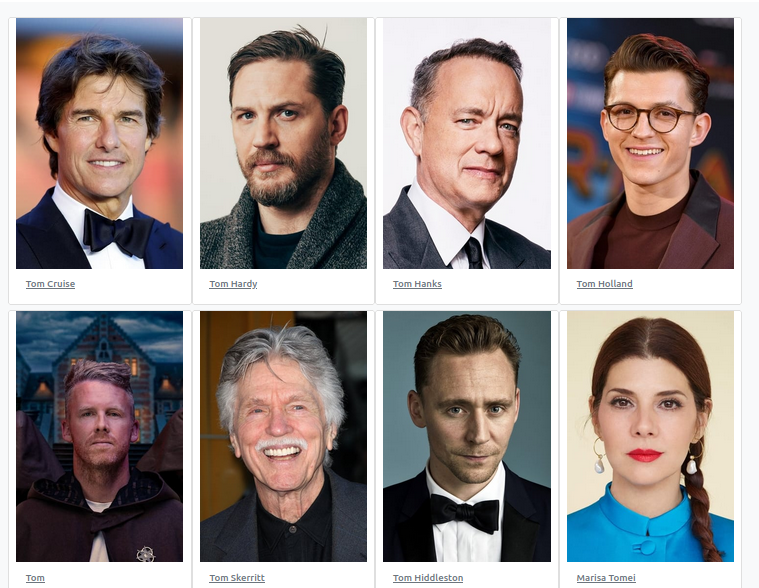 Tom Cruise
Tom Hardy
Tom Hanks
Tom Holland
Tom
Tom Skerritt
Tom Hiddleston
Marisa Tomei